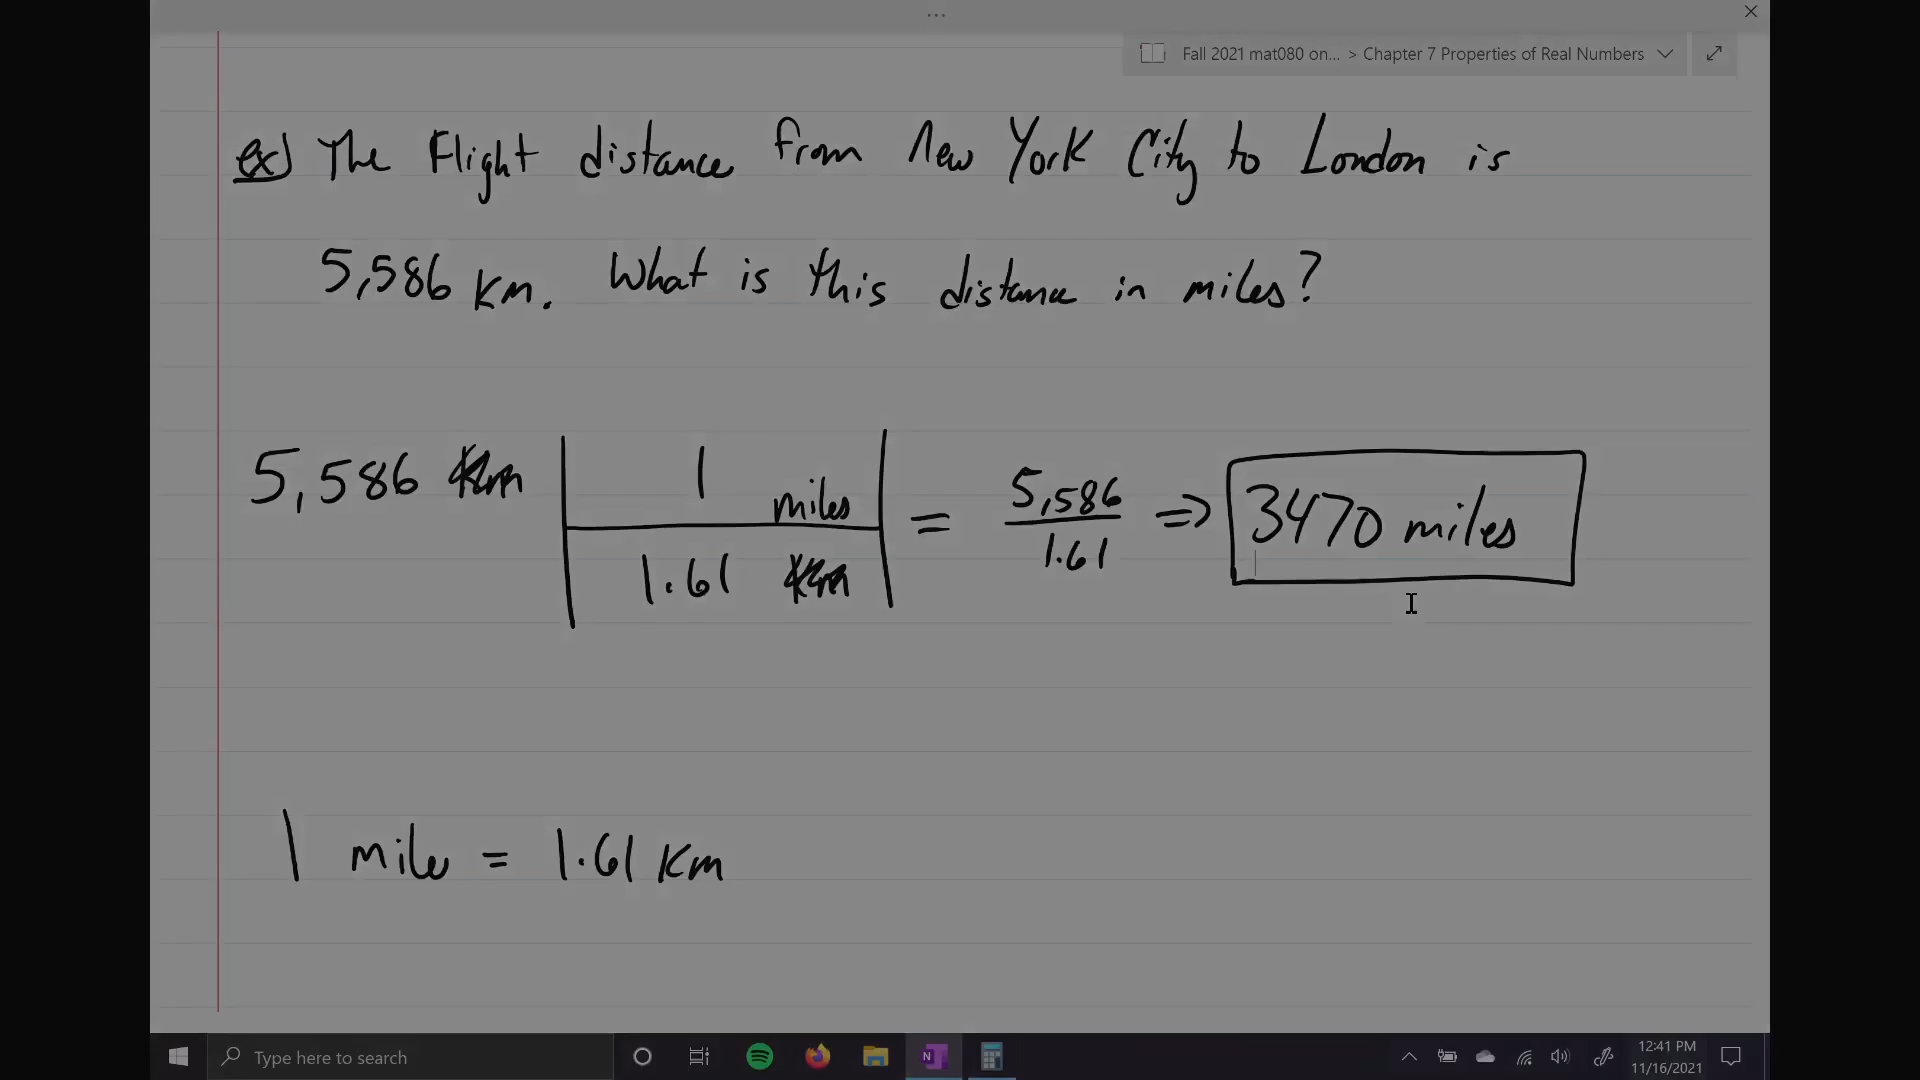 Fall 2021 mat080 on... > Chapter 7 Properties of Real Numbers
ex) The Flight distance from New York City to London is
5,586 Km. What is this distance in miles?
5,586 Km | 1 miles / 1.61 Km | = 5,586 / 1.61 => 3470 miles
1 mile = 1.61 Km
Type here to search
12:41 PM
11/16/2021